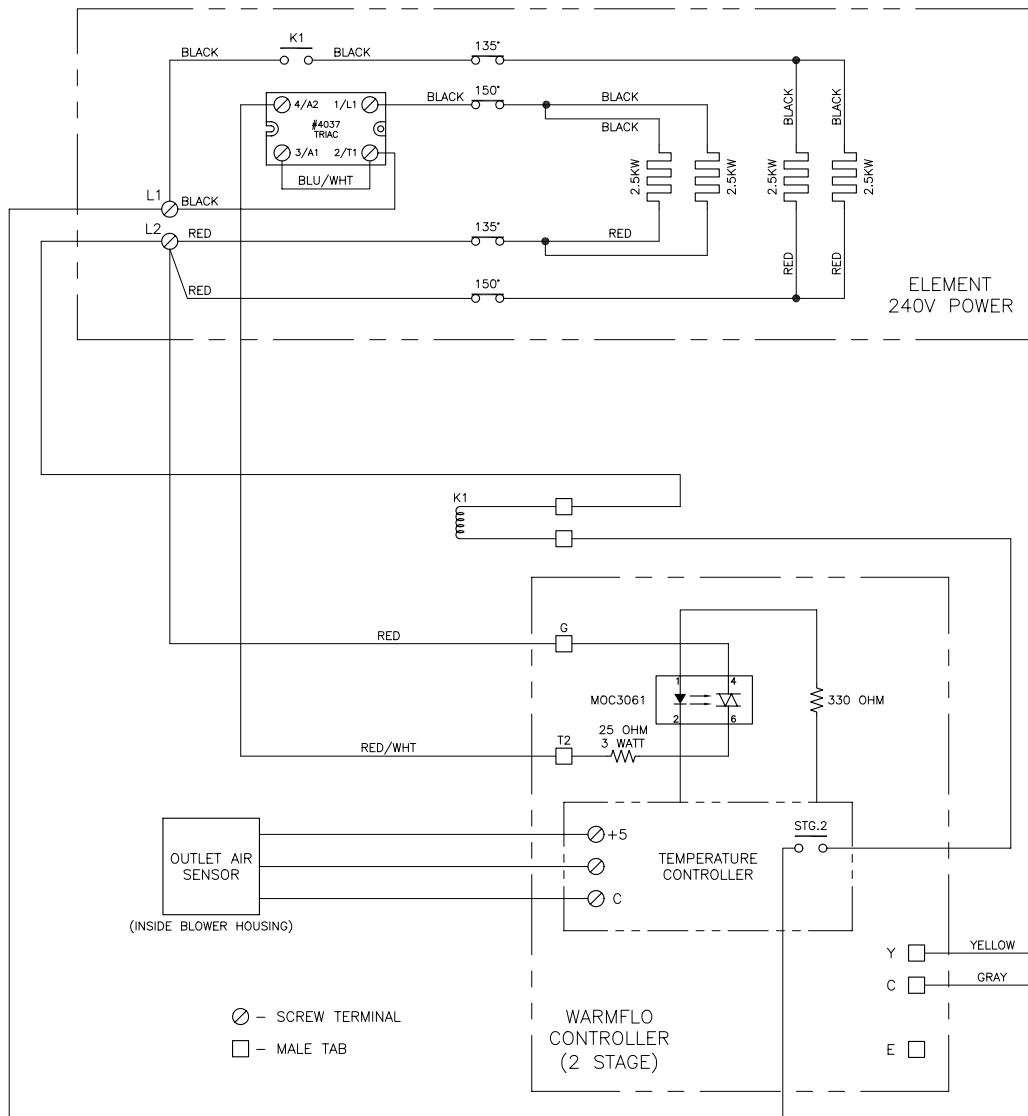 K1
BLACK
BLACK
135°
4/A2
1/L1
#4037
TRIAC
3/A1
2/T1
BLU/WHT
BLACK
150°
BLACK
BLACK
BLACK
BLACK
2.5KW
2.5KW
2.5KW
2.5KW
L1
BLACK
L2
RED
135°
RED
RED
RED
RED
150°
ELEMENT
240V POWER
K1
RED
G
1
4
MOC3061
2
6
330 OHM
25 OHM
3 WATT
RED/WHT
T2
OUTLET AIR
SENSOR
(INSIDE BLOWER HOUSING)
+5
C
TEMPERATURE
CONTROLLER
STG.2
Y
YELLOW
C
GRAY
E
– SCREW TERMINAL
– MALE TAB
WARMFLO
CONTROLLER
(2 STAGE)